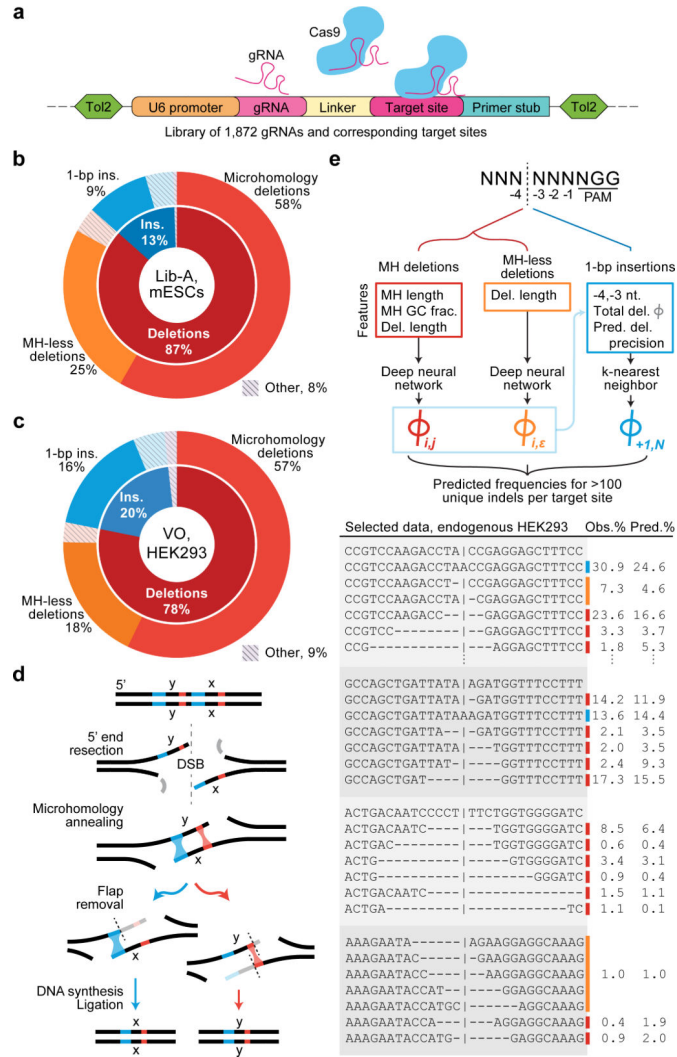 a
Cas9
gRNA
Tol2 U6 promoter gRNA Linker Target site Primer stub Tol2
Library of 1,872 gRNAs and corresponding target sites
b
1-bp ins.
9%
Microhomology
deletions
58%
Ins.
13%
Lib-A,
mESCs
Deletions
87%
MH-less
deletions
25%
Other, 8%
c
1-bp ins.
16%
Microhomology
deletions
57%
Ins.
20%
VO,
HEK293
Deletions
78%
MH-less
deletions
18%
Other, 9%
d
5' y x
y x
5' end
resection
y
DSB
x
Microhomology
annealing
y
x
Flap
removal
x
y
DNA synthesis
Ligation
x y
x y
e
NNN NNNNGG
-4 -3 -2 -1 PAM
MH deletions
MH-less
deletions
1-bp insertions
Features
MH length
MH GC frac.
Del. length
Del. length
-4,-3 nt.
Total del. ϕ
Pred. del.
precision
Deep neural
network
Deep neural
network
k-nearest
neighbor
ϕ i,j
ϕ i,ε
ϕ +1,N
Predicted frequencies for >100
unique indels per target site
Selected data, endogenous HEK293 Obs.% Pred.%
CCGTCCAAGACCTA|CCGAGGAGCTTTCC
CCGTCCAAGACCTAACCGAGGAGCTTTCC 30.9 24.6
CCGTCCAAGACCT-|CCGAGGAGCTTTCC
7.3 4.6
CCGTCCAAGACCTA|-CGAGGAGCTTTCC
CCGTCCAAGACC--|--GAGGAGCTTTCC 23.6 16.6
CCGTCC--------|--GAGGAGCTTTCC 3.3 3.7
CCG-----------|---AGGAGCTTTCC 1.8 5.3
GCCAGCTGATTATA|AGATGGTTTCCTTT
GCCAGCTGATTATA|-GATGGTTTCCTTT 14.2 11.9
GCCAGCTGATTATAAAGATGGTTTCCTTT 13.6 14.4
GCCAGCTGATTA--|-GATGGTTTCCTTT 2.1 3.5
GCCAGCTGATTATA|---TGGTTTCCTTT 2.0 3.5
GCCAGCTGATTAT-|---TGGTTTCCTTT 2.4 9.3
GCCAGCTGAT----|----GGTTTCCTTT 17.3 15.5
ACTGACAATCCCCT|TTCTGGTGGGGATC
ACTGACAATC----|---TGGTGGGGATC 8.5 6.4
ACTGAC--------|---TGGTGGGGATC 0.6 0.4
ACTG----------|----GTGGGGATC 3.4 3.1
ACTG----------|-------GGGATC 0.9 0.4
ACTGACAATC----|-------------- 1.5 1.1
ACTGA---------|------------TC 1.1 0.1
AAAGAATA------|AGAAGGAGGCAAAG
AAAGAATAC-----|-GAAGGAGGCAAAG
AAAGAATACC----|--AAGGAGGCAAAG 1.0 1.0
AAAGAATACCAT--|----GGAGGCAAAG
AAAGAATACCATGC|------AGGCAAAG
AAAGAATACCA---|---AGGAGGCAAAG 0.4 1.9
AAAGAATACCAT--|----GGAGGCAAAG 0.9 2.0